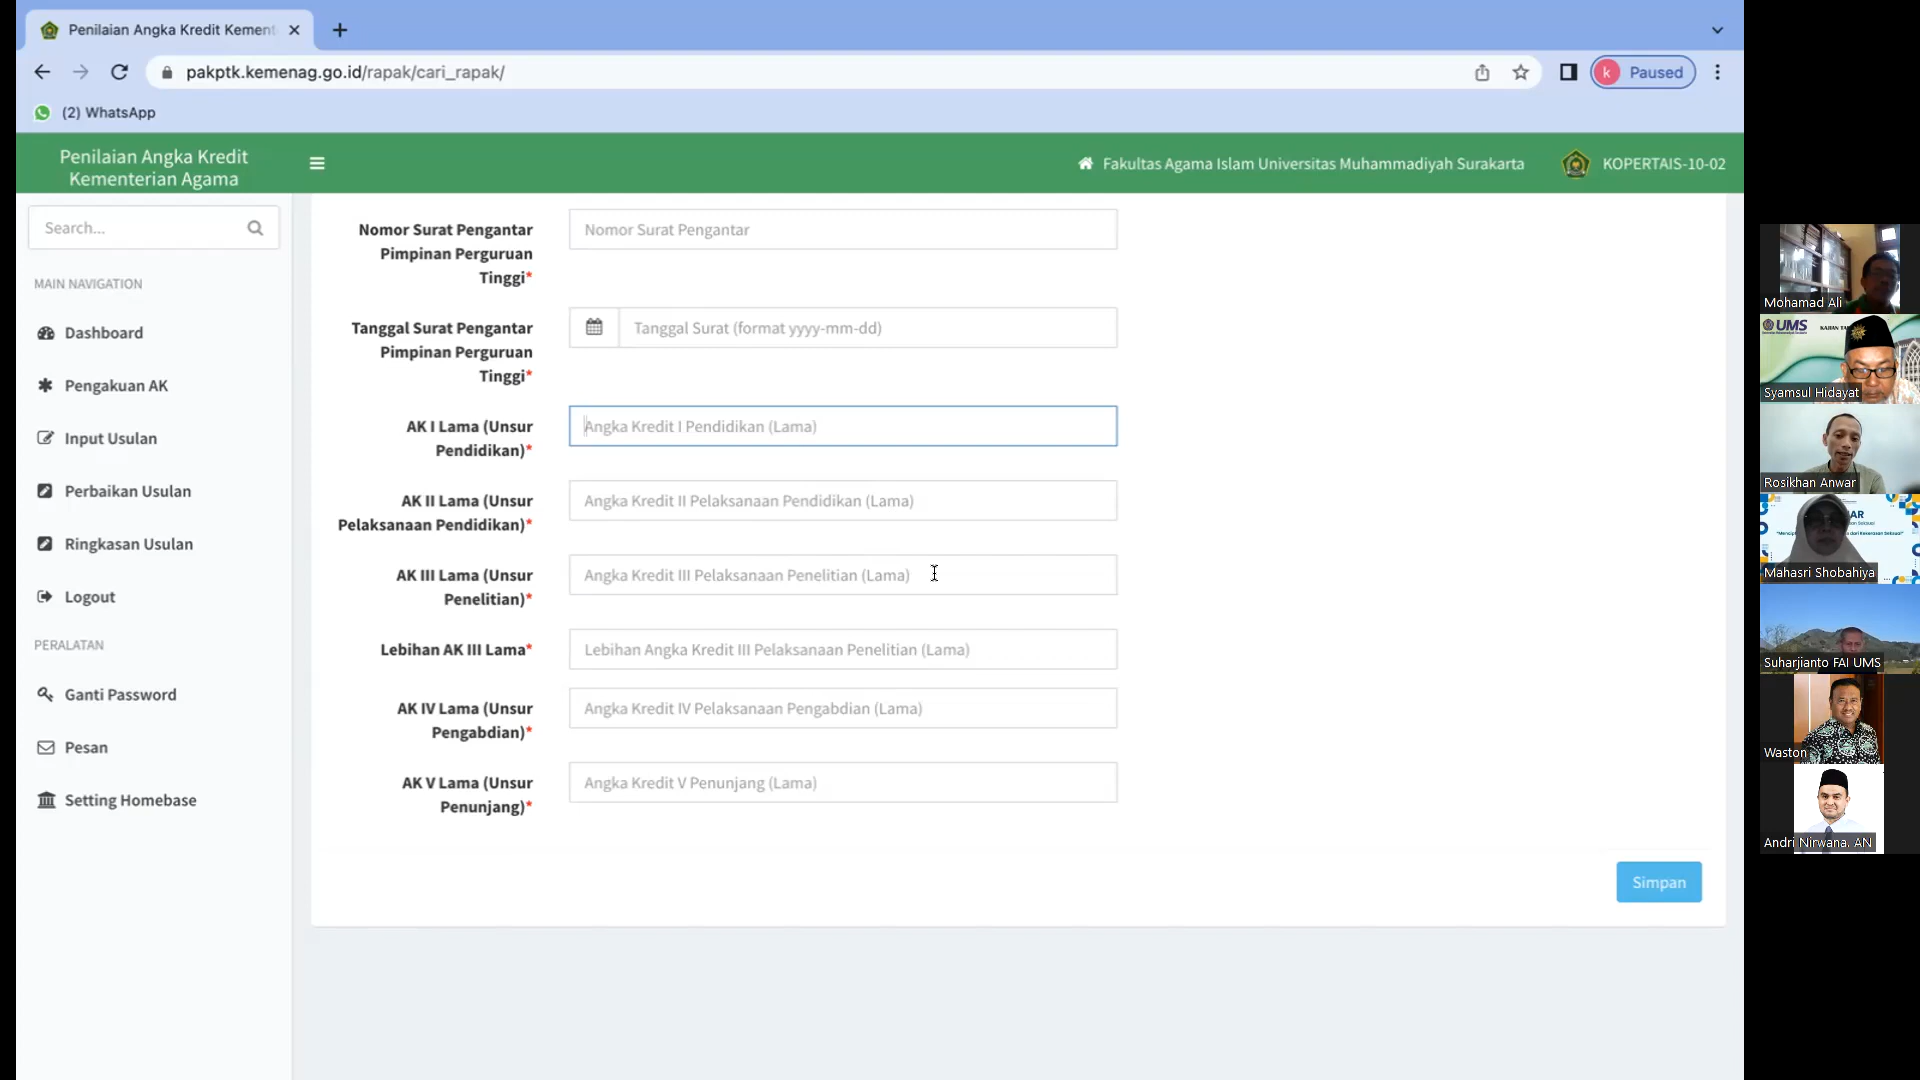 Penilaian Angka Kredit Kement
pakptk.kemenag.go.id/rapak/cari_rapak/
k
Paused
(2) WhatsApp
Penilaian Angka Kredit
Kementerian Agama
Fakultas Agama Islam Universitas Muhammadiyah Surakarta
KOPERTAIS-10-02
Search...
MAIN NAVIGATION
Dashboard
Pengakuan AK
Input Usulan
Perbaikan Usulan
Ringkasan Usulan
Logout
PERALATAN
Ganti Password
Pesan
Setting Homebase
Nomor Surat Pengantar
Pimpinan Perguruan
Tinggi*
Nomor Surat Pengantar
Tanggal Surat Pengantar
Pimpinan Perguruan
Tinggi*
Tanggal Surat (format yyyy-mm-dd)
AK I Lama (Unsur
Pendidikan)*
Angka Kredit I Pendidikan (Lama)
AK II Lama (Unsur
Pelaksanaan Pendidikan)*
Angka Kredit II Pelaksanaan Pendidikan (Lama)
AK III Lama (Unsur
Penelitian)*
Angka Kredit III Pelaksanaan Penelitian (Lama)
Lebihan AK III Lama*
Lebihan Angka Kredit III Pelaksanaan Penelitian (Lama)
AK IV Lama (Unsur
Pengabdian)*
Angka Kredit IV Pelaksanaan Pengabdian (Lama)
AK V Lama (Unsur
Penunjang)*
Angka Kredit V Penunjang (Lama)
Simpan
Mohamad Ali
UMS
Syamsul Hidayat
Rosikhan Anwar
Mahasri Shobahiya
Suharjianto FAI UMS
Waston
Andri Nirwana. AN